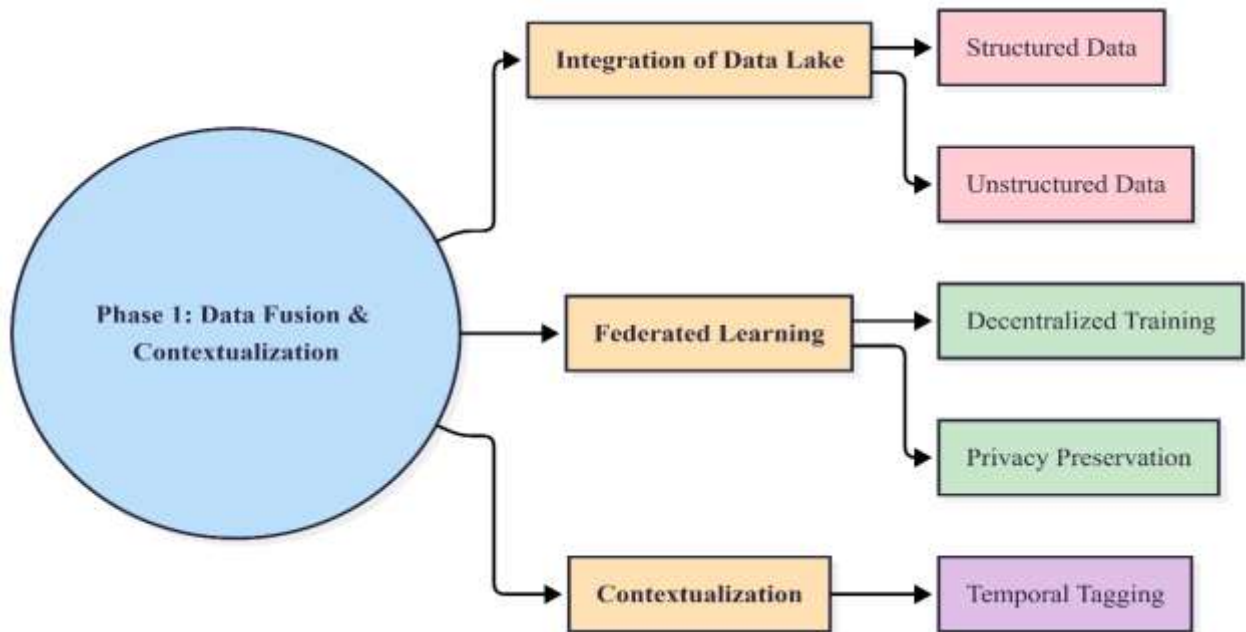 Phase 1: Data Fusion &
Contextualization
Integration of Data Lake
Structured Data
Unstructured Data
Federated Learning
Decentralized Training
Privacy Preservation
Contextualization
Temporal Tagging